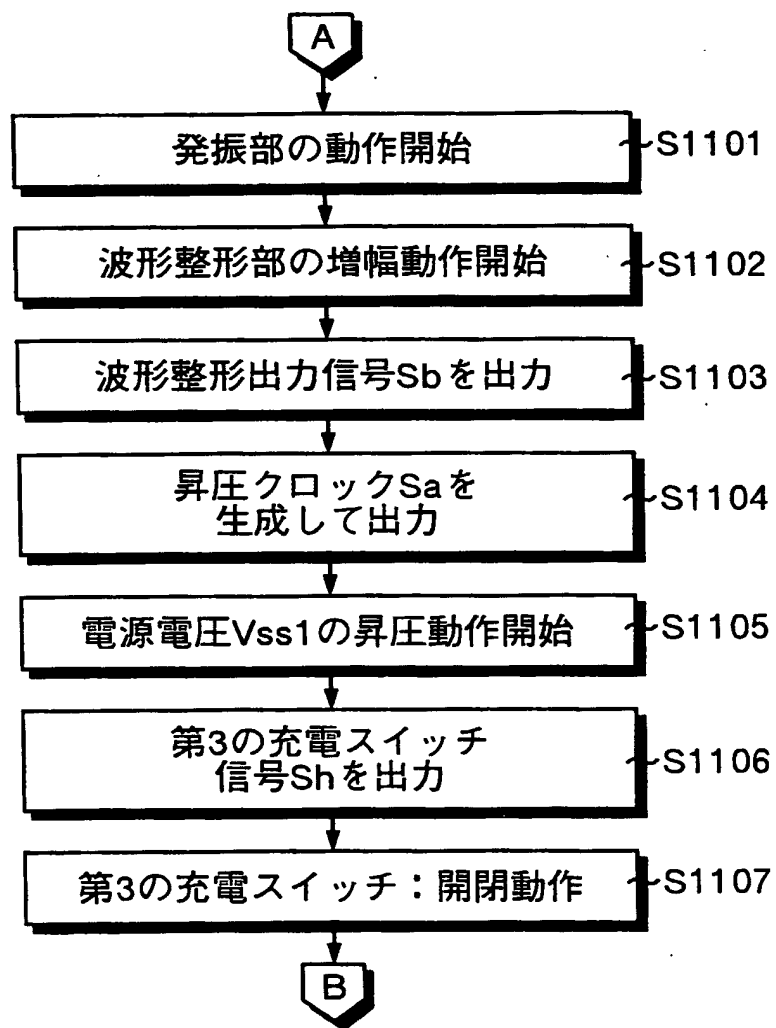 A
発振部の動作開始
S1101
波形整形部の増幅動作開始
S1102
波形整形出力信号Sbを出力
S1103
昇圧クロックSaを
生成して出力
S1104
電源電圧Vss1の昇圧動作開始
S1105
第3の充電スイッチ
信号Shを出力
S1106
第3の充電スイッチ：開閉動作
S1107
B